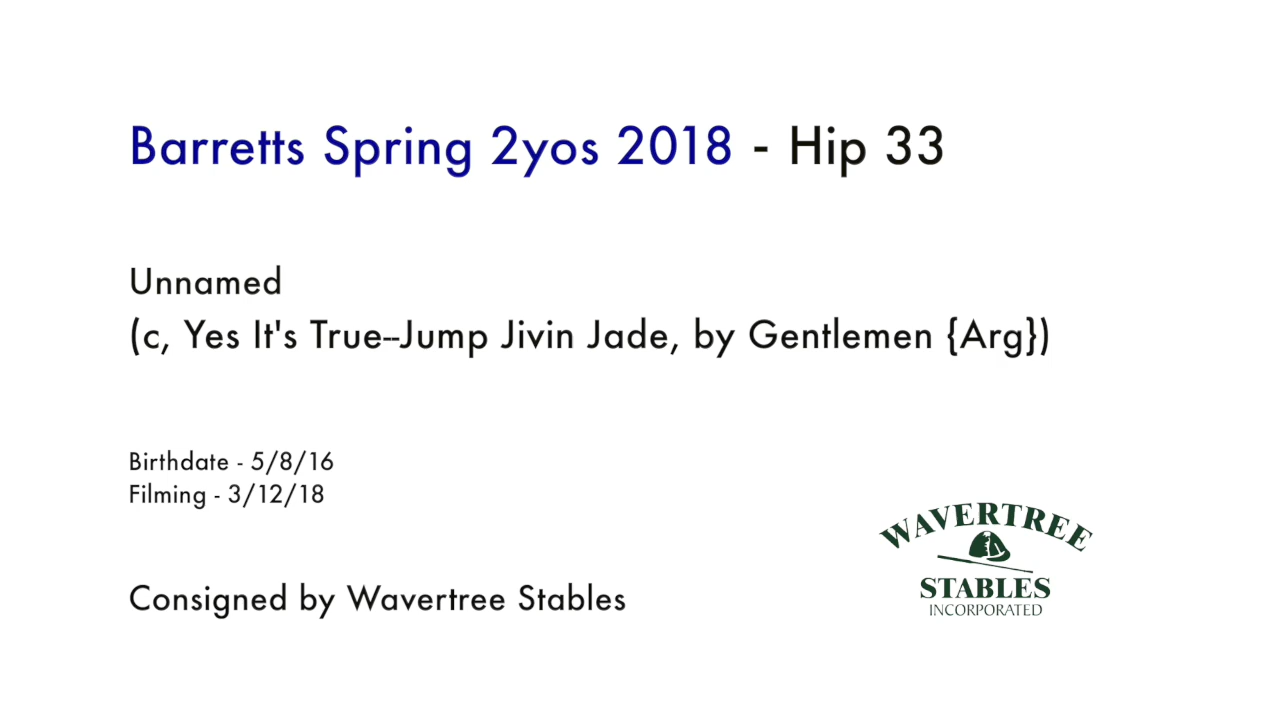 Barretts Spring 2yos 2018 - Hip 33
Unnamed
(c, Yes It's True--Jump Jivin Jade, by Gentlemen {Arg})
Birthdate - 5/8/16
Filming - 3/12/18
Consigned by Wavertree Stables
WAVERTREE
STABLES
INCORPORATED